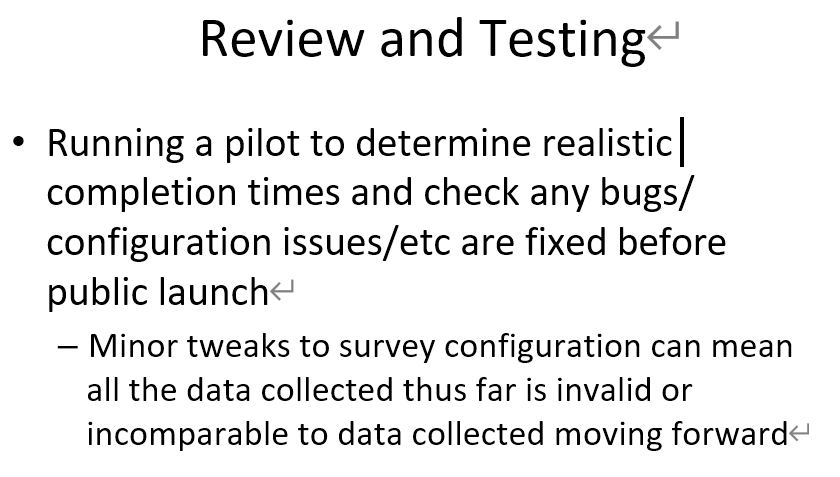 Review and Testing
• Running a pilot to determine realistic
completion times and check any bugs/
configuration issues/etc are fixed before
public launch
– Minor tweaks to survey configuration can mean
all the data collected thus far is invalid or
incomparable to data collected moving forward